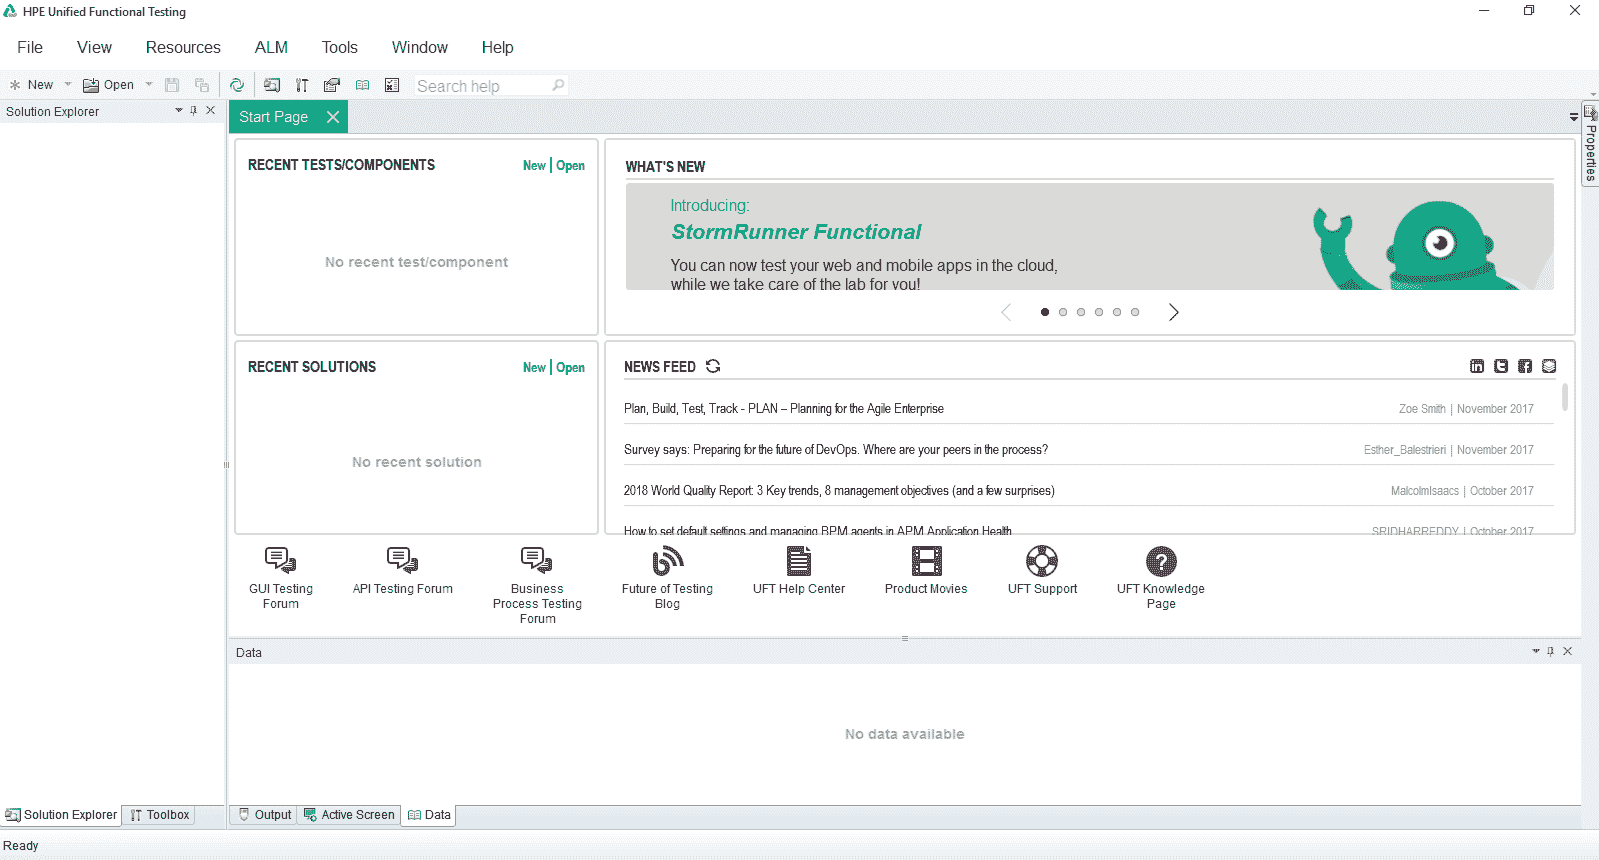 HPE Unified Functional Testing
File View Resources ALM Tools Window Help
New Open Search help
Solution Explorer
Start Page
Properties
RECENT TESTS/COMPONENTS New | Open
No recent test/component
WHAT'S NEW
Introducing:
StormRunner Functional
You can now test your web and mobile apps in the cloud,
while we take care of the lab for you!
RECENT SOLUTIONS New | Open
No recent solution
NEWS FEED
Plan, Build, Test, Track - PLAN – Planning for the Agile Enterprise Zoe Smith | November 2017
Survey says: Preparing for the future of DevOps. Where are your peers in the process? Esther_Balestrieri | November 2017
2018 World Quality Report: 3 Key trends, 8 management objectives (and a few surprises) MalcolmIsaacs | October 2017
How to set default settings and managing BPM agents in APM Application Health SRIDHARREDDY | October 2017
GUI Testing
Forum
API Testing Forum
Business
Process Testing
Forum
Future of Testing
Blog
UFT Help Center
Product Movies
UFT Support
UFT Knowledge
Page
Data
No data available
Solution Explorer Toolbox
Output Active Screen Data
Ready